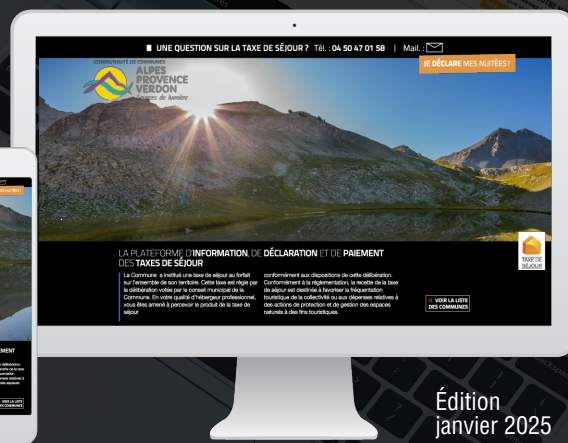 UNE QUESTION SUR LA TAXE DE SÉJOUR ? Tél. : 04 50 47 01 58 | Mail. :
JE DÉCLARE MES NUITÉES !
COMMUNAUTÉ DE COMMUNES
ALPES
PROVENCE
VERDON
Sources de lumière
LA PLATEFORME D'INFORMATION, DE DÉCLARATION ET DE PAIEMENT
DES TAXES DE SÉJOUR
La Commune a institué une taxe de séjour au forfait
sur l'ensemble de son territoire. Cette taxe est régie par
la délibération votée par le conseil municipal de la
Commune. En votre qualité d'hébergeur professionnel,
vous êtes amené à percevoir le produit de la taxe de
séjour
conformément aux dispositions de cette délibération.
Conformément à la réglementation, la recette de la taxe
de séjour est destinée à favoriser la fréquentation
touristique de la collectivité ou aux dépenses relatives à
des actions de protection et de gestion des espaces
naturels à des fins touristiques.
TAXE DE
SÉJOUR
VOIR LA LISTE
DES COMMUNES
VOIR LA LISTE
DES COMMUNES
Édition
janvier 2025